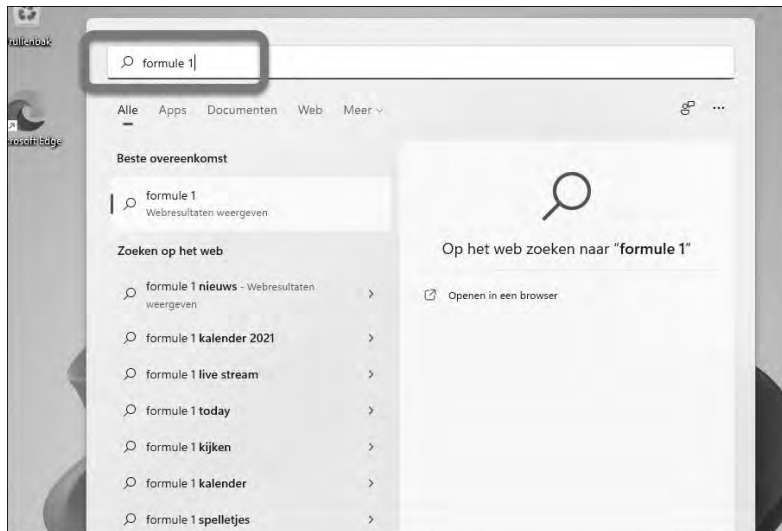 Prullenbak
formule 1
Microsoft Edge
Alle Apps Documenten Web Meer
Beste overeenkomst
formule 1
Webresultaten weergeven
Zoeken op het web
formule 1 nieuws - Webresultaten
weergeven
formule 1 kalender 2021
formule 1 live stream
formule 1 today
formule 1 kijken
formule 1 kalender
formule 1 spelletjes
Op het web zoeken naar "formule 1"
Openen in een browser